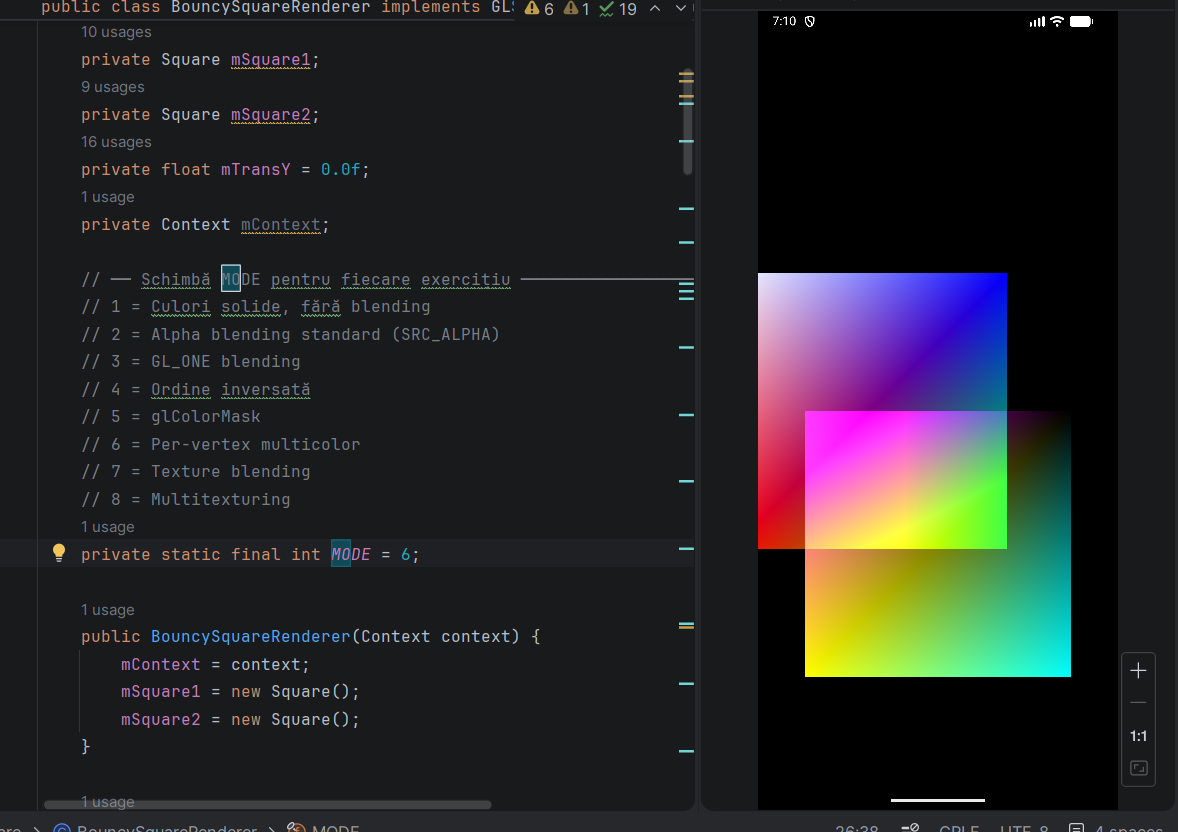 public class BouncySquareRenderer implements GLS
6 1 19
10 usages
private Square mSquare1;
9 usages
private Square mSquare2;
16 usages
private float mTransY = 0.0f;
1 usage
private Context mContext;
// —— Schimbă MODE pentru fiecare exercițiu ——————————
// 1 = Culori solide, fără blending
// 2 = Alpha blending standard (SRC_ALPHA)
// 3 = GL_ONE blending
// 4 = Ordine inversată
// 5 = glColorMask
// 6 = Per-vertex multicolor
// 7 = Texture blending
// 8 = Multitexturing
1 usage
private static final int MODE = 6;
1 usage
public BouncySquareRenderer(Context context) {
mContext = context;
mSquare1 = new Square();
mSquare2 = new Square();
}
1 usage
BouncySquareRenderer > MODE
26:38 CRLF UTF-8 4 spaces
7:10
1:1